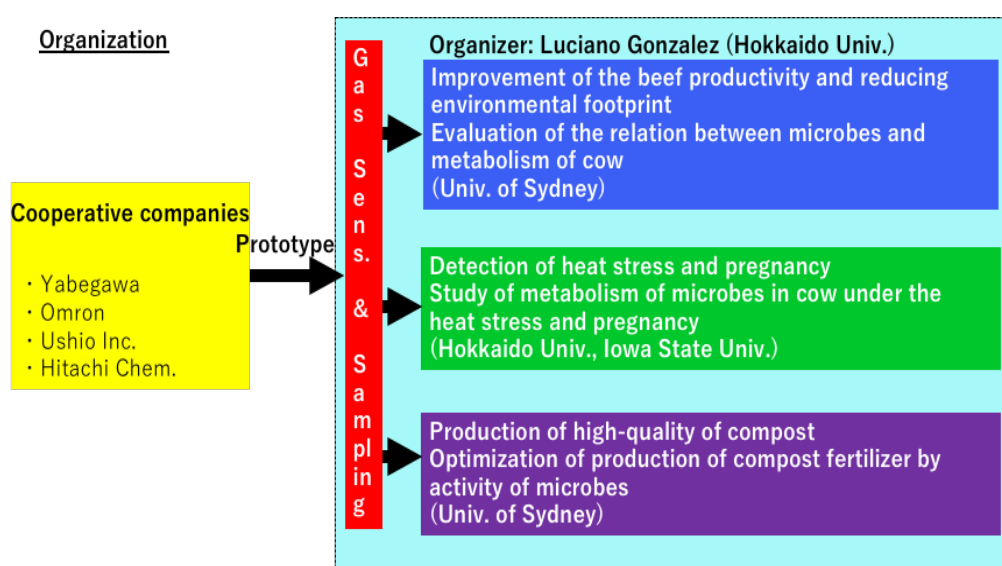 Organization
Cooperative companies
・Yabegawa
・Omron
・Ushio Inc.
・Hitachi Chem.
Prototype
Gas Sens. & Sampling
Organizer: Luciano Gonzalez (Hokkaido Univ.)
Improvement of the beef productivity and reducing
environmental footprint
Evaluation of the relation between microbes and
metabolism of cow
(Univ. of Sydney)
Detection of heat stress and pregnancy
Study of metabolism of microbes in cow under the
heat stress and pregnancy
(Hokkaido Univ., Iowa State Univ.)
Production of high-quality of compost
Optimization of production of compost fertilizer by
activity of microbes
(Univ. of Sydney)